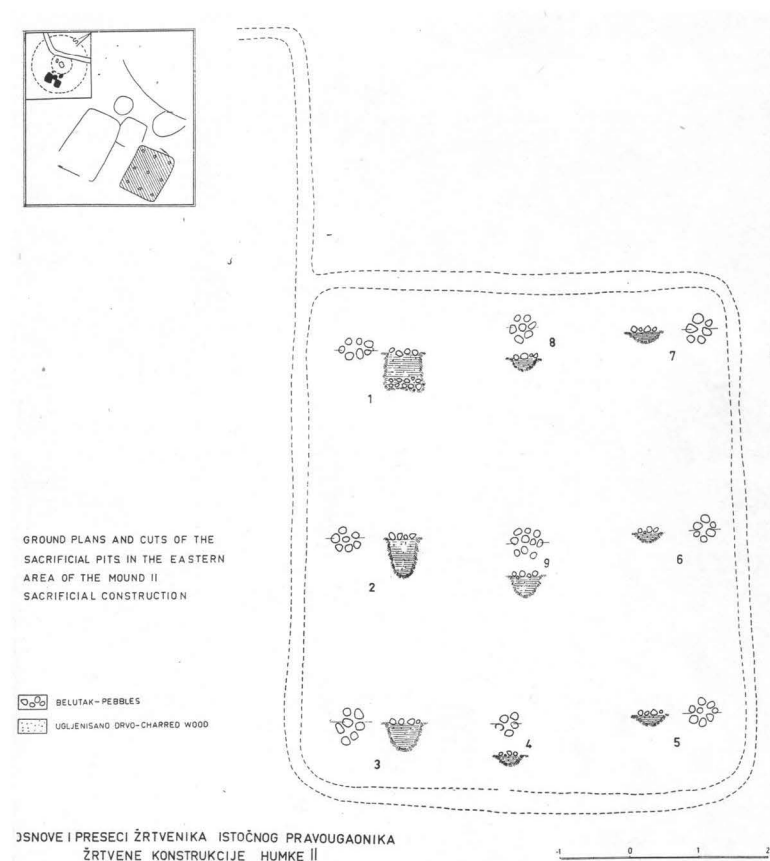 8
7
1
GROUND PLANS AND CUTS OF THE
SACRIFICIAL PITS IN THE EASTERN
AREA OF THE MOUND II
SACRIFICIAL CONSTRUCTION
2
9
6
BELUTAK-PEBBLES
UGLJENISANO DRVO-CHARRED WOOD
3
4
5
OSNOVE I PRESECI ŽRTVENIKA ISTOČNOG PRAVOUGAONIKA
ŽRTVENE KONSTRUKCIJE HUMKE II
-1 0 1 2